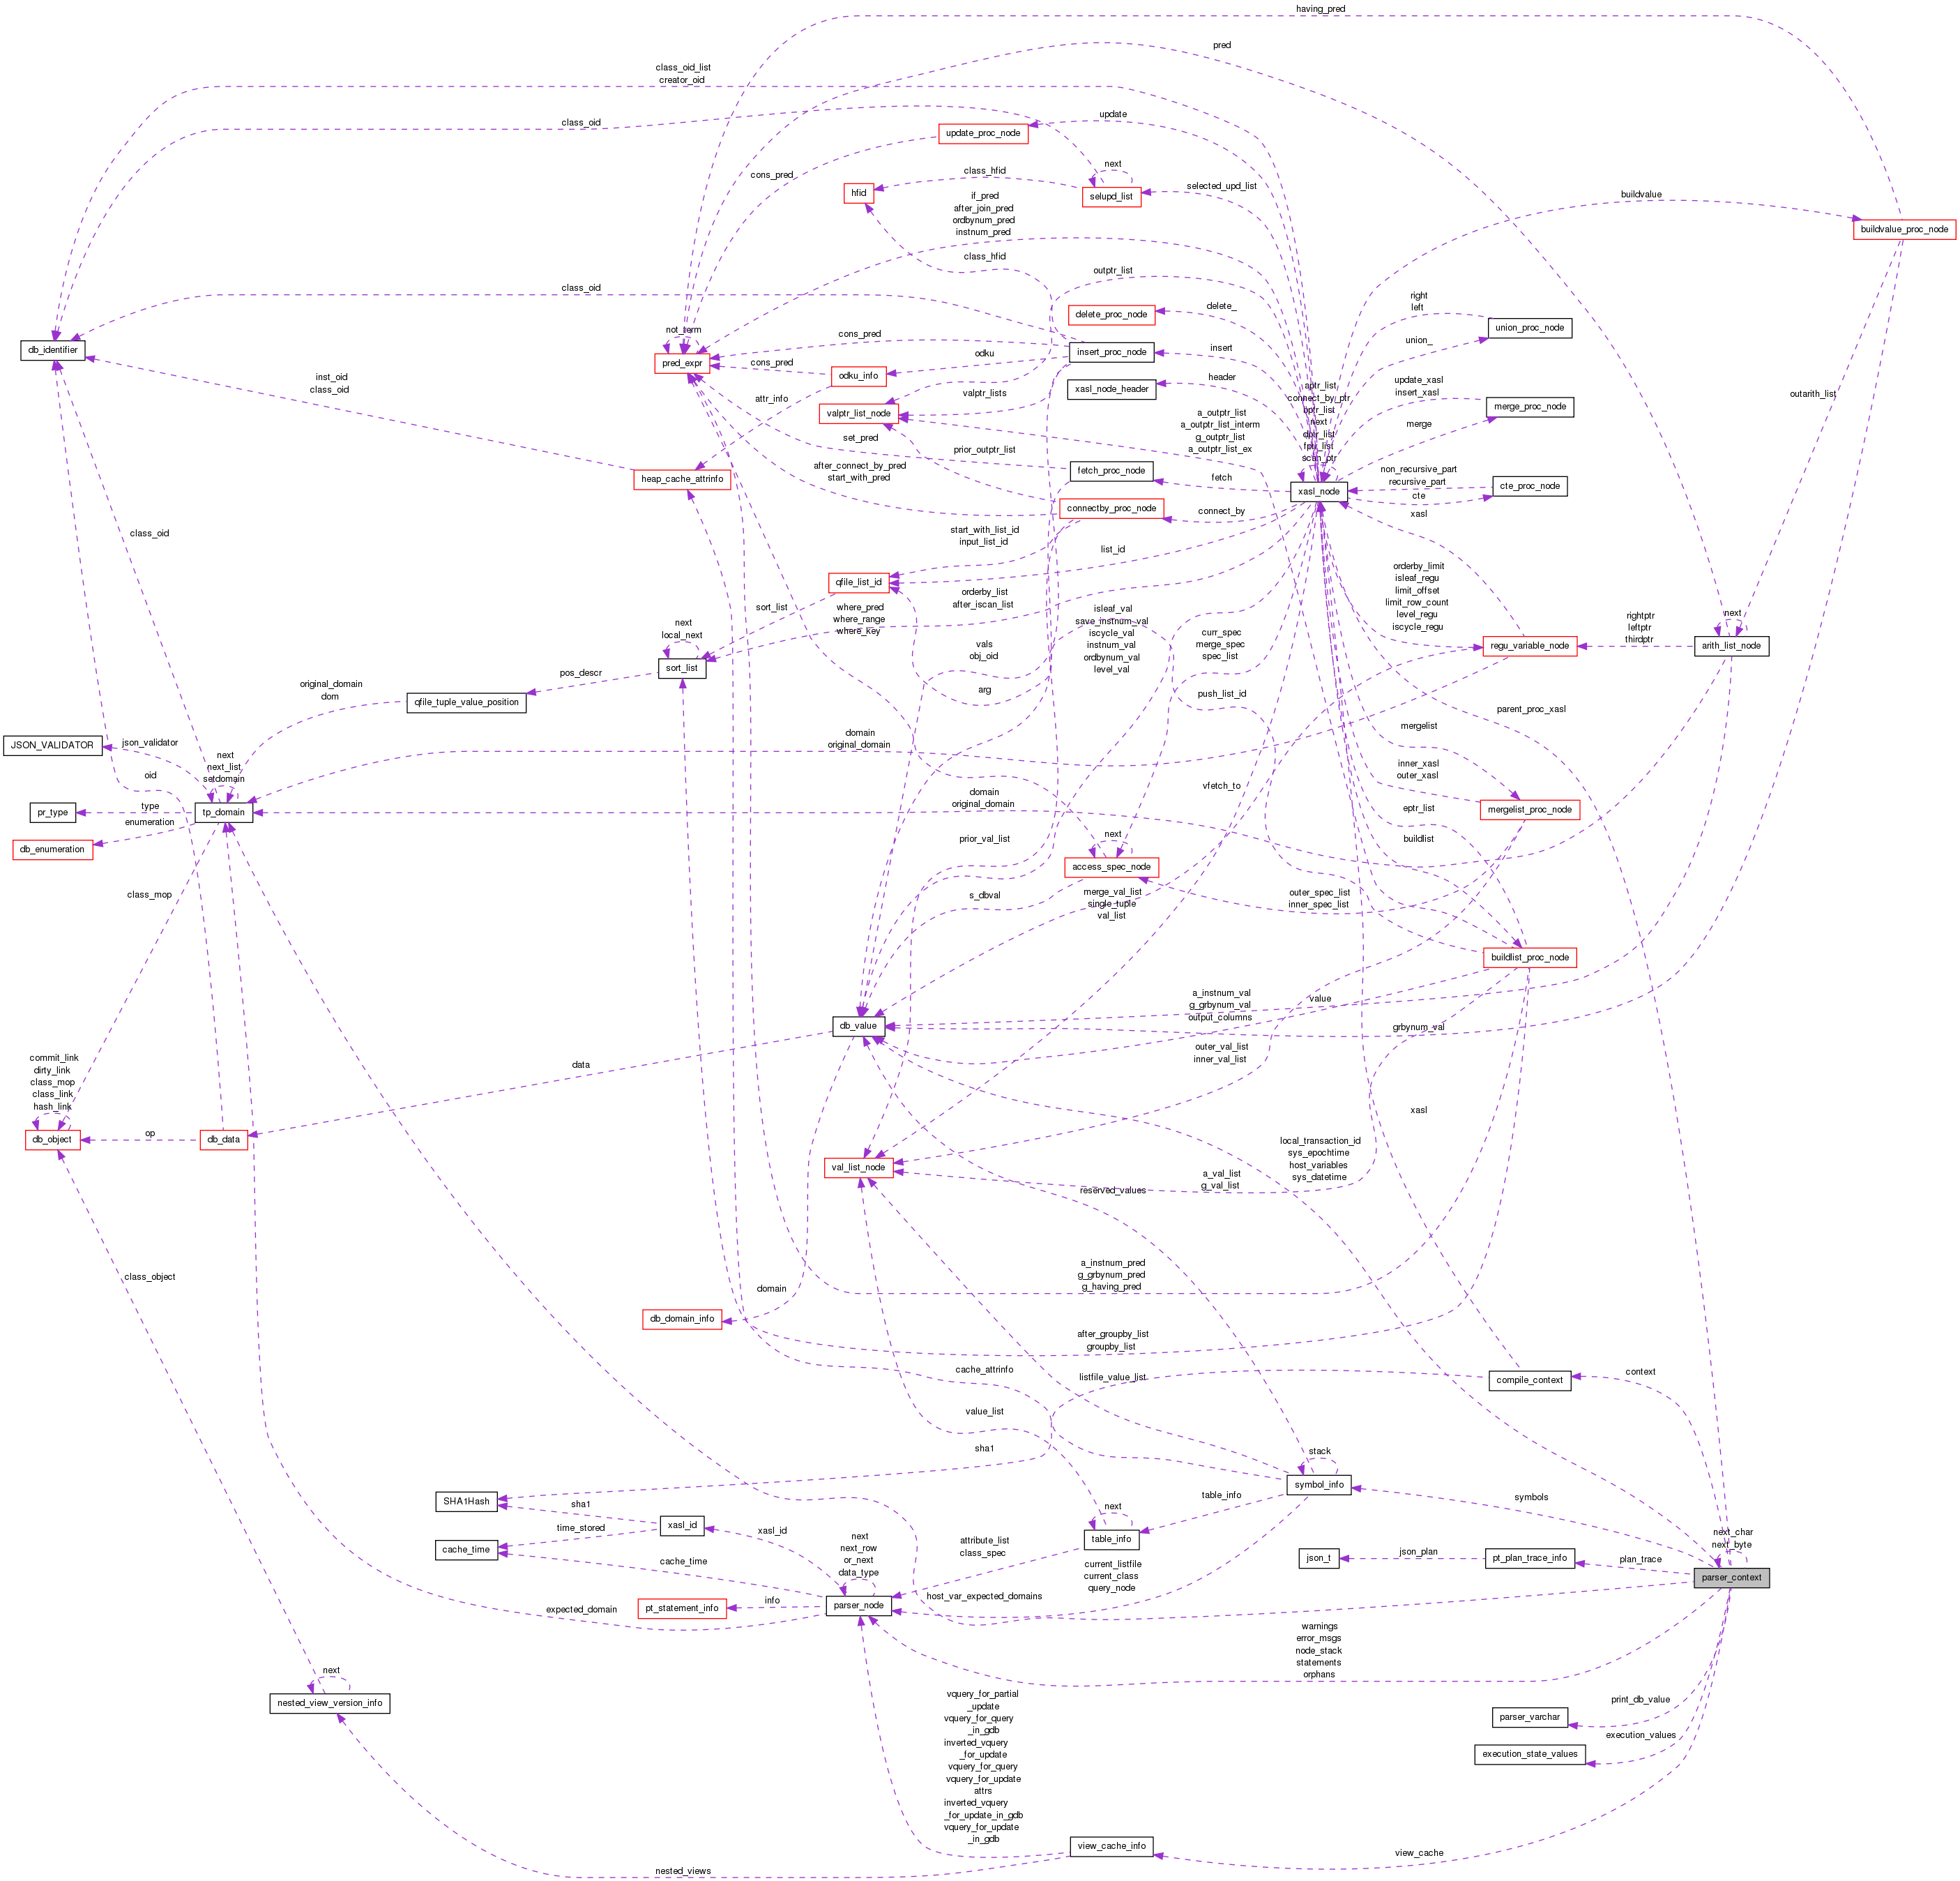 having_pred
pred
class_oid_list
creator_oid
class_oid
update
update_proc_node
cons_pred
next
class_hfid
hfid
selupd_list
selected_upd_list
buildvalue
buildvalue_proc_node
if_pred
after_join_pred
ordbynum_pred
instnum_pred
class_hfid
outptr_list
class_oid
delete_proc_node
delete_
right
left
union_proc_node
not_term
cons_pred
db_identifier
pred_expr
insert_proc_node
insert
union_
cons_pred
odku
odku_info
inst_oid
class_oid
xasl_node_header
header
aptr_list
connect_by_ptr
bptr_list
next
dptr_list
fptr_list
scan_ptr
update_xasl
insert_xasl
merge_proc_node
attr_info
valptr_list_node
valptr_lists
a_outptr_list
a_outptr_list_interm
g_outptr_list
a_outptr_list_ex
merge
outarith_list
set_pred
prior_outptr_list
heap_cache_attrinfo
after_connect_by_pred
start_with_pred
fetch_proc_node
fetch
xasl_node
non_recursive_part
recursive_part
cte
cte_proc_node
connectby_proc_node
connect_by
xasl
start_with_list_id
input_list_id
list_id
qfile_list_id
orderby_list
after_iscan_list
orderby_limit
isleaf_regu
limit_offset
limit_row_count
level_regu
iscycle_regu
sort_list
where_pred
where_range
where_key
isleaf_val
save_instnum_val
iscycle_val
instnum_val
ordbynum_val
level_val
next
local_next
sort_list
vals
obj_oid
curr_spec
merge_spec
spec_list
regu_variable_node
rightptr
leftptr
thirdptr
next
arith_list_node
pos_descr
original_domain
dom
qfile_tuple_value_position
arg
push_list_id
parent_proc_xasl
JSON_VALIDATOR
json_validator
next
next_list
setdomain
domain
original_domain
mergelist
inner_xasl
outer_xasl
oid
pr_type
type
tp_domain
vfetch_to
domain
original_domain
eptr_list
mergelist_proc_node
enumeration
db_enumeration
prior_val_list
next
access_spec_node
buildlist
class_mop
s_dbval
merge_val_list
single_tuple
val_list
outer_spec_list
inner_spec_list
buildlist_proc_node
a_instnum_val
g_grbynum_val
output_columns
value
db_value
grbynum_val
commit_link
dirty_link
class_mop
class_link
hash_link
data
outer_val_list
inner_val_list
xasl
db_object
op
db_data
val_list_node
a_val_list
g_val_list
local_transaction_id
sys_epochtime
host_variables
sys_datetime
reserved_values
class_object
domain
a_instnum_pred
g_grbynum_pred
g_having_pred
db_domain_info
after_groupby_list
groupby_list
cache_attrinfo
listfile_value_list
compile_context
context
value_list
sha1
stack
symbol_info
SHA1Hash
sha1
xasl_id
xasl_id
table_info
next
table_info
symbols
next_char
next_byte
time_stored
cache_time
cache_time
next
next_row
or_next
data_type
attribute_list
class_spec
json_t
json_plan
pt_plan_trace_info
plan_trace
parser_context
current_listfile
current_class
query_node
pt_statement_info
info
parser_node
expected_domain
host_var_expected_domains
warnings
error_msgs
node_stack
statements
orphans
next
nested_view_version_info
vquery_for_partial
_update
vquery_for_query
_in_gdb
inverted_vquery
_for_update
vquery_for_query
vquery_for_update
attrs
inverted_vquery
_for_update_in_gdb
vquery_for_update
_in_gdb
parser_varchar
print_db_value
execution_state_values
execution_values
view_cache_info
view_cache
nested_views